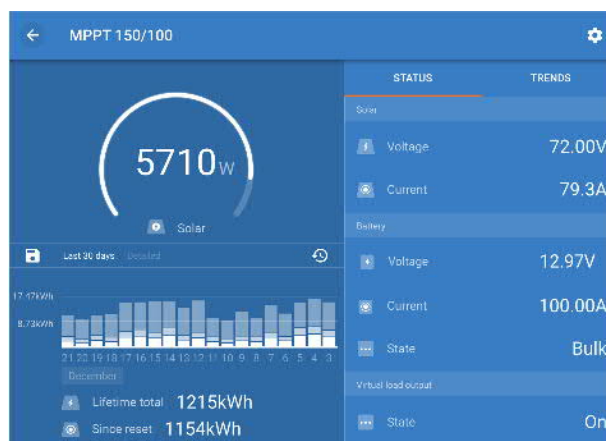 MPPT 150/100
5710W
Solar
Last 30 days Detailed
17.47kWh
8.73kWh
21 20 19 18 17 16 15 14 13 12 11 10 9 8 7 6 5 4 3
December
Lifetime total 1215kWh
Since reset 1154kWh
STATUS TRENDS
Solar
Voltage 72.00V
Current 79.3A
Battery
Voltage 12.97V
Current 100.00A
State Bulk
Virtual load output
State On